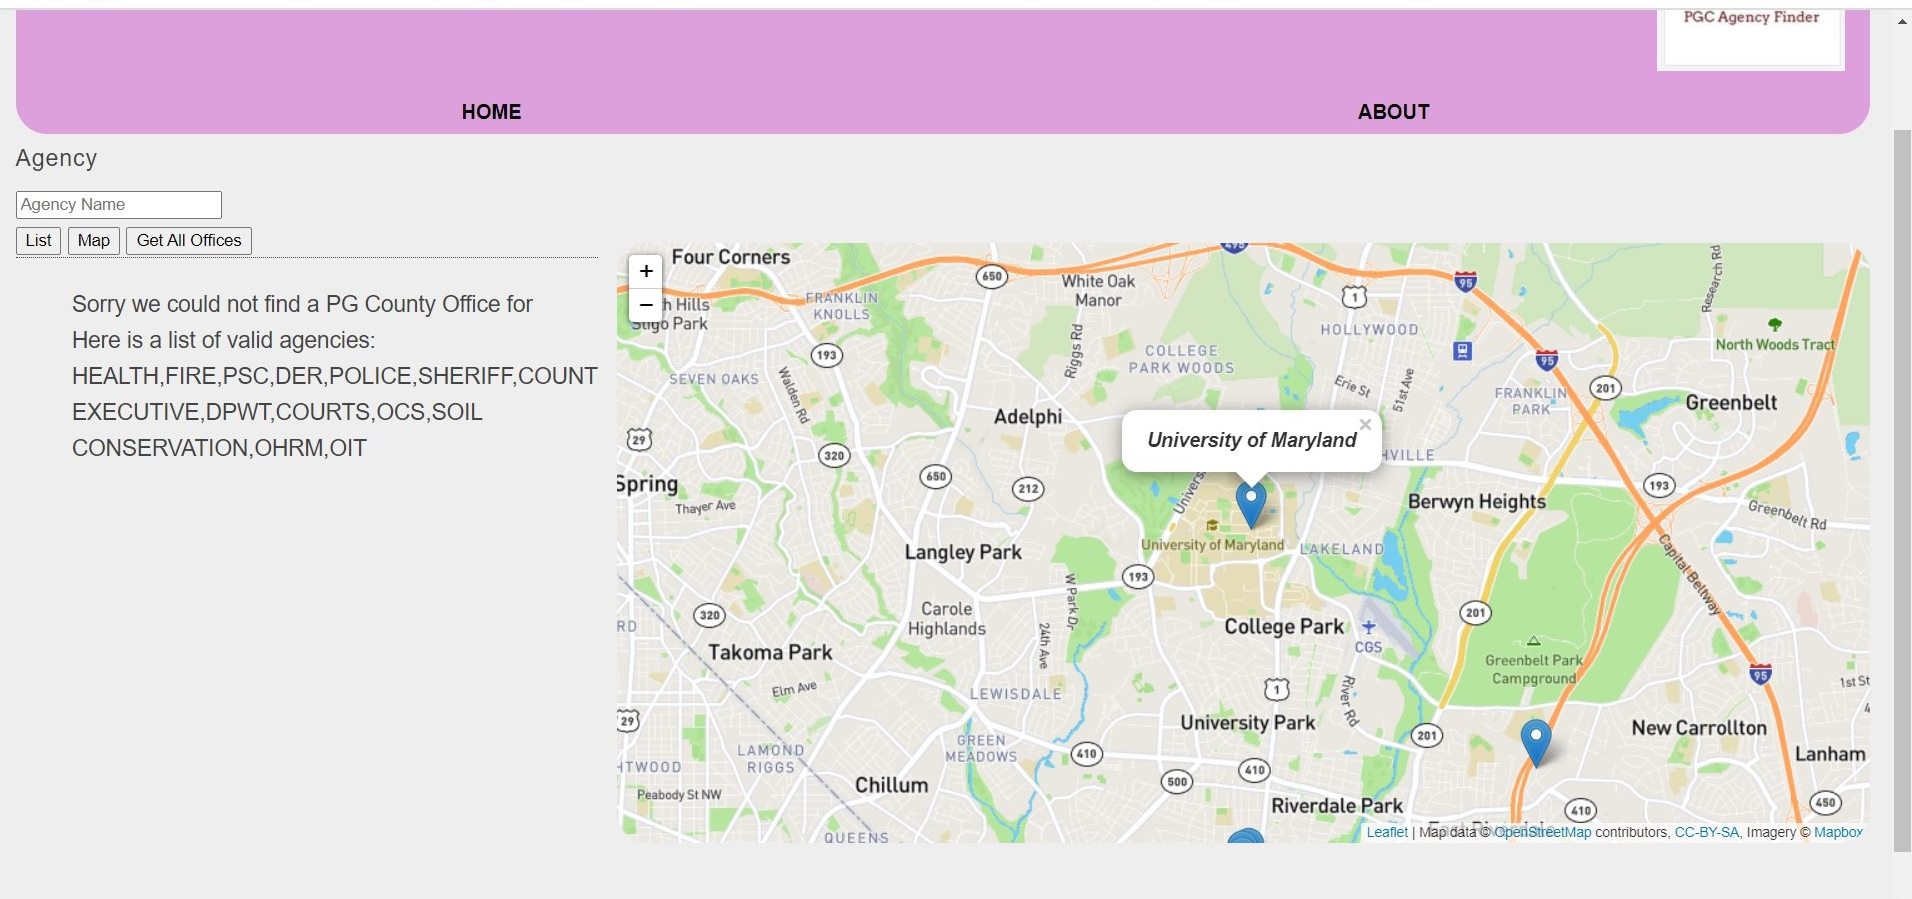 PGC Agency Finder
HOME
ABOUT
Agency
Agency Name
List
Map
Get All Offices
Sorry we could not find a PG County Office for
Here is a list of valid agencies:
HEALTH,FIRE,PSC,DER,POLICE,SHERIFF,COUNT
EXECUTIVE,DPWT,COURTS,OCS,SOIL
CONSERVATION,OHRM,OIT
+
−
Four Corners
h Hills
Sligo Park
FRANKLIN
KNOLLS
650
White Oak
Manor
495
1
95
Research Rd
HOLLYWOOD
North Woods Tract
193
Riggs Rd
COLLEGE
PARK WOODS
95
SEVEN OAKS
Walden Rd
Erie St
51st Ave
FRANKLIN
PARK
201
Greenbelt
Adelphi
29
320
University of Maryland
×
HVILLE
650
212
Univers
193
Spring
Thayer Ave
Berwyn Heights
Greenbelt Rd
Langley Park
University of Maryland
LAKELAND
Capital Beltway
193
W Park Dr
RD
320
Carole
Highlands
24th Ave
College Park
201
CGS
Takoma Park
Greenbelt Park
Campground
95
1st St
Elm Ave
LEWISDALE
1
River Rd
29
University Park
201
New Carrollton
4
LAMOND
RIGGS
GREEN
MEADOWS
410
410
Lanham
HTWOOD
500
Peabody St NW
Chillum
Riverdale Park
410
450
QUEENS
Leaflet | Map data © OpenStreetMap contributors, CC-BY-SA, Imagery © Mapbox